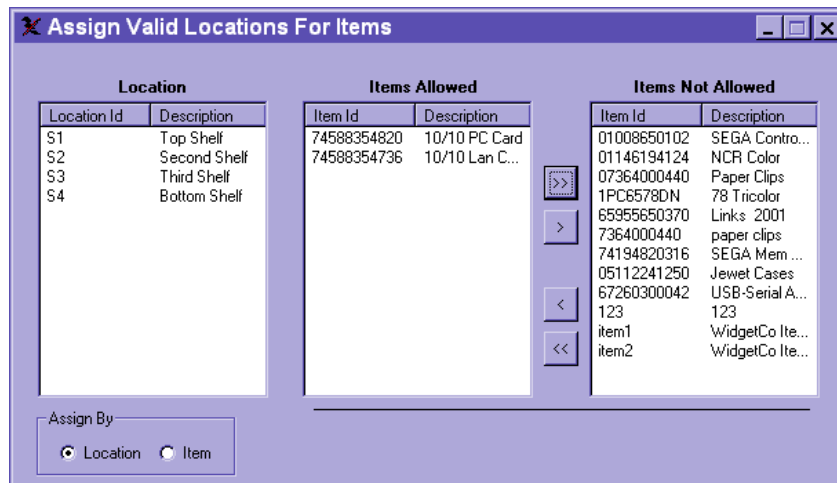 Assign Valid Locations For Items
Location
Items Allowed
Items Not Allowed
Location Id Description
S1 Top Shelf
S2 Second Shelf
S3 Third Shelf
S4 Bottom Shelf
Item Id Description
74588354820 10/10 PC Card
74588354736 10/10 Lan C...
>>
>
<
<<
Item Id Description
01008650102 SEGA Contro...
01146194124 NCR Color
07364000440 Paper Clips
1PC6578DN 78 Tricolor
65955650370 Links 2001
7364000440 paper clips
74194820316 SEGA Mem ...
05112241250 Jewet Cases
67260300042 USB-Serial A...
123 123
item1 WidgetCo Ite...
item2 WidgetCo Ite...
Assign By
Location Item